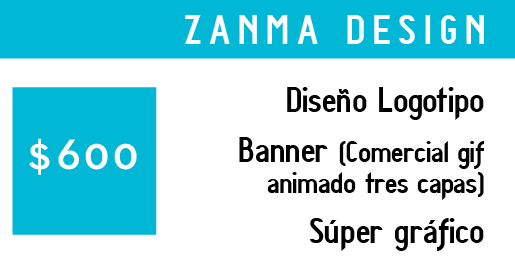 ZANMA DESIGN
Diseño Logotipo
$600
Banner (Comercial gif
animado tres capas)
Súper gráfico